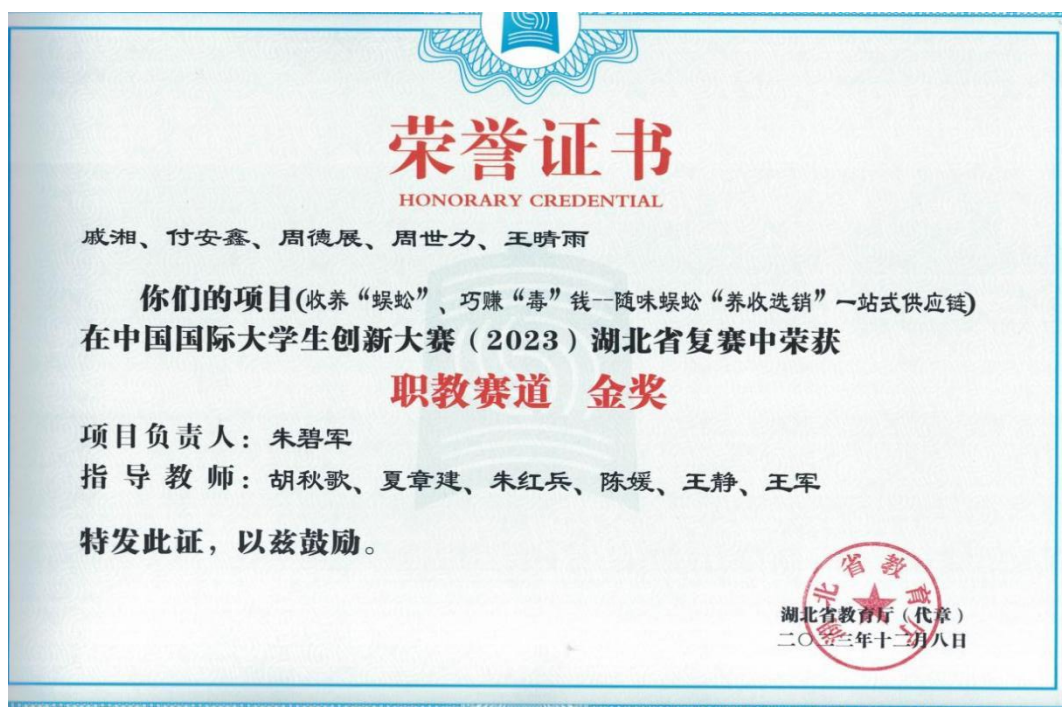 荣誉证书
HONORARY CREDENTIAL
戚湘、付安鑫、周德展、周世力、王晴雨
你们的项目(收养“蜈蚣”、巧赚“毒”钱--随味蜈蚣“养收选销”一站式供应链)
在中国国际大学生创新大赛（2023）湖北省复赛中荣获
职教赛道 金奖
项目负责人：朱碧军
指导教师：胡秋歌、夏章建、朱红兵、陈媛、王静、王军
特发此证，以兹鼓励。
湖北省教育厅
湖北省教育厅（代章）
二〇二三年十二月八日